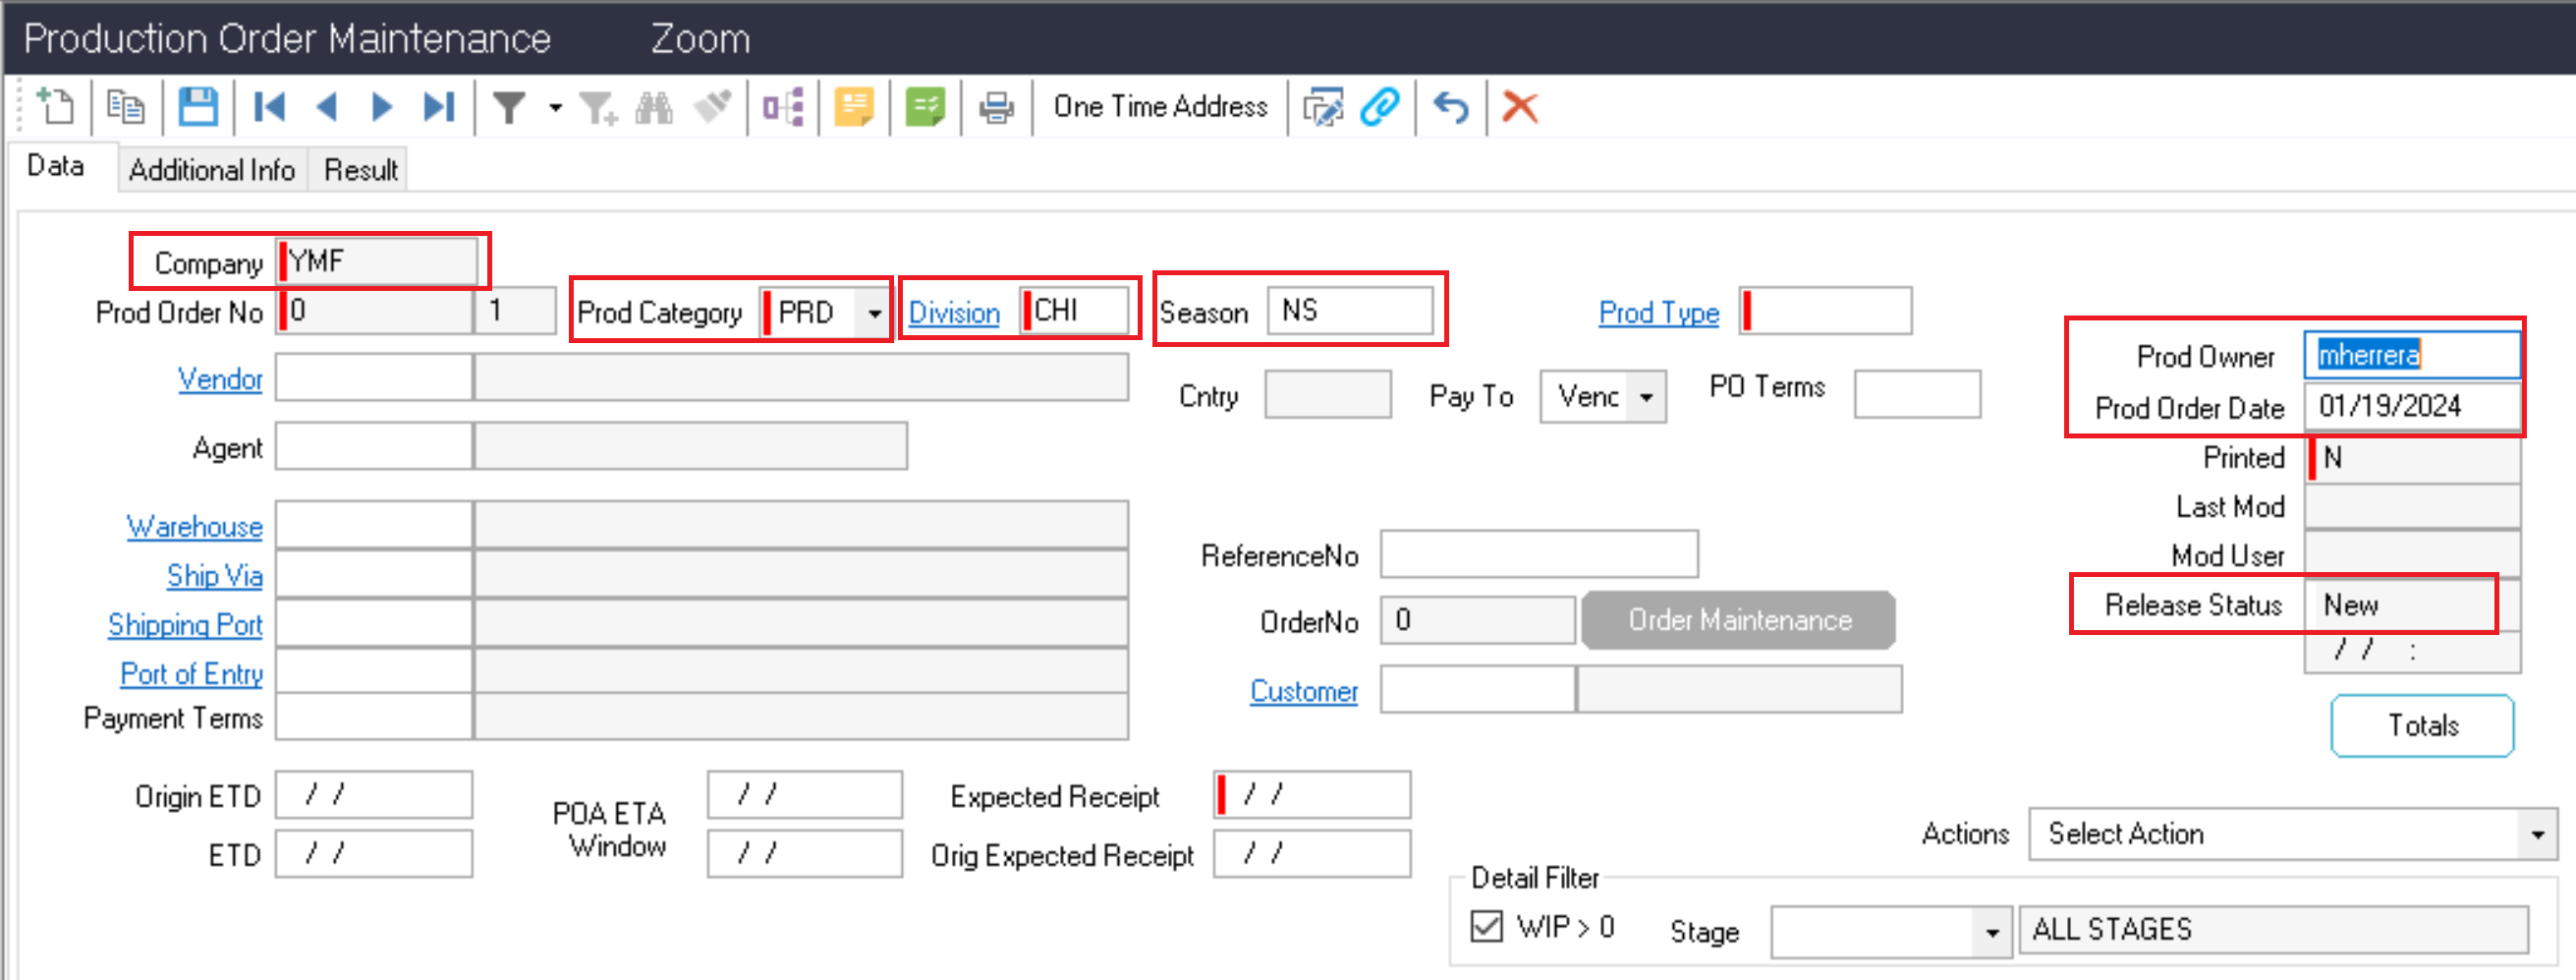 Production Order Maintenance Zoom
One Time Address
Data Additional Info Result
Company YMF
Prod Order No 0 1 Prod Category PRD Division CHI Season NS Prod Type
Prod Owner mherrera
Vendor Cntry Pay To Venc PO Terms
Prod Order Date 01/19/2024
Agent Printed N
Last Mod
Warehouse ReferenceNo Mod User
Ship Via Release Status New
Shipping Port OrderNo 0 Order Maintenance / / :
Port of Entry Customer
Payment Terms Totals
Origin ETD / / POA ETA / / Expected Receipt / /
Actions Select Action
ETD / / Window / / Orig Expected Receipt / /
Detail Filter
WIP > 0 Stage ALL STAGES